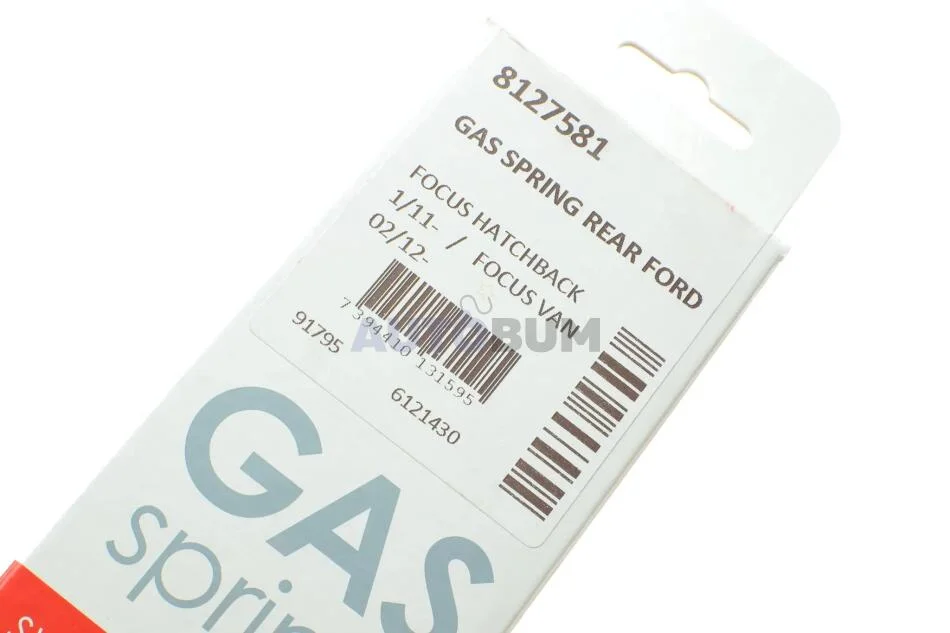 8127581
GAS SPRING REAR FORD
FOCUS HATCHBACK
1/11- / FOCUS VAN
02/12-
7 394410 131595
91795
6121430
AUTOBUM
GAS